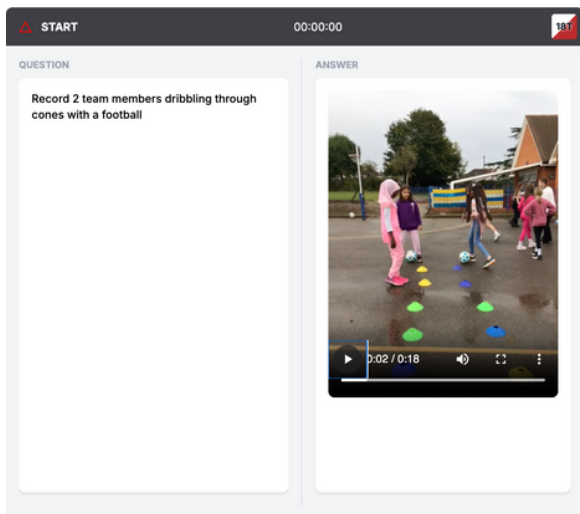 START
00:00:00
18T
QUESTION
ANSWER
Record 2 team members dribbling through
cones with a football
0:02 / 0:18